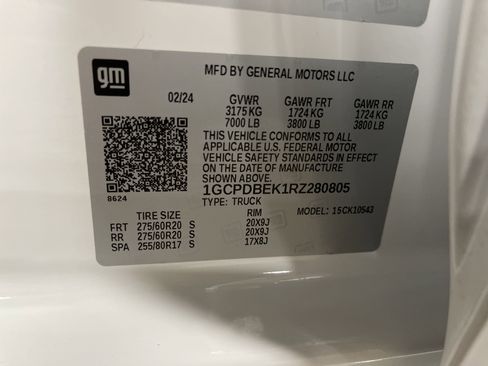 gm
MFD BY GENERAL MOTORS LLC
02/24 GVWR GAWR FRT GAWR RR
3175 KG 1724 KG 1724 KG
7000 LB 3800 LB 3800 LB
THIS VEHICLE CONFORMS TO ALL
APPLICABLE U.S. FEDERAL MOTOR
VEHICLE SAFETY STANDARDS IN EFFECT
ON THE DATE OF MANUFACTURE
SHOWN ABOVE.
1GCPDBEK1RZ280805
8624
TYPE: TRUCK MODEL: 15CK10543
TIRE SIZE RIM
FRT 275/60R20 S 20X9J
RR 275/60R20 S 20X9J
SPA 255/80R17 S 17X8J